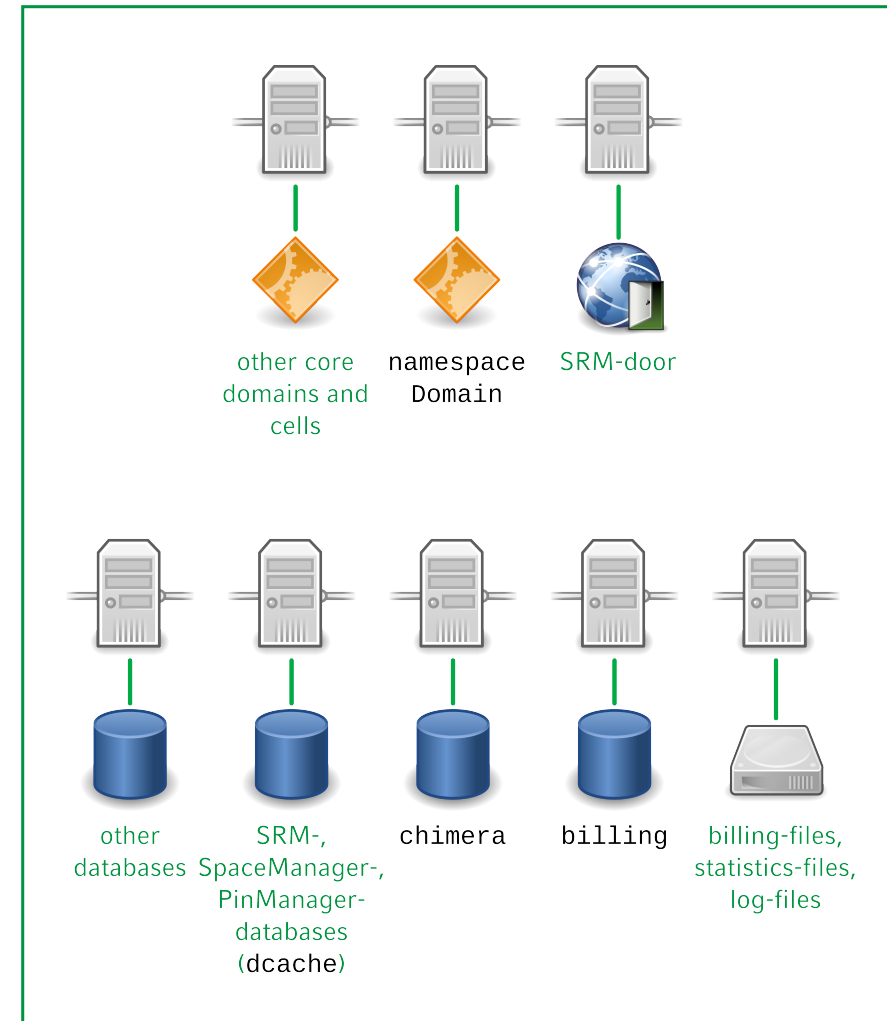 other core
domains and
cells
namespace
Domain
SRM-door
other
databases
SRM-,
SpaceManager-,
PinManager-
databases
(dcache)
chimera
billing
billing-files,
statistics-files,
log-files